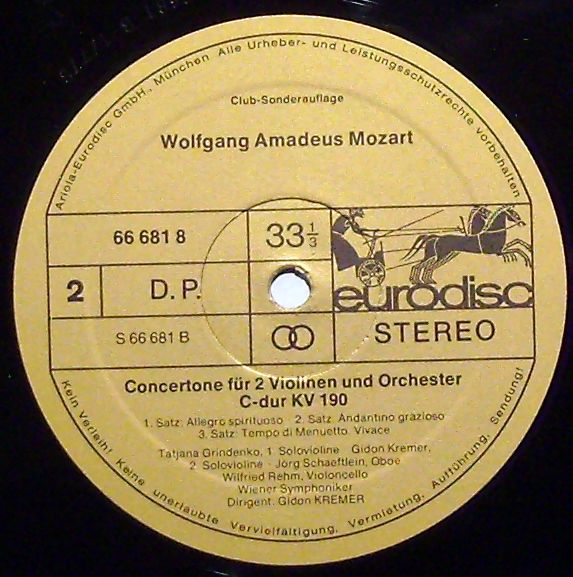 Ariola-Eurodisc GmbH., München Alle Urheber- und Leistungsschutzrechte vorbehalten
Club-Sonderauflage
Wolfgang Amadeus Mozart
66 681 8
33 1/3
2
D. P.
eurodisc
S 66 681 B
STEREO
Concertone für 2 Violinen und Orchester
C-dur KV 190
1. Satz: Allegro spirituoso 2. Satz: Andantino grazioso
3. Satz: Tempo di Menuetto. Vivace
Tatjana Grindenko, 1. Solovioline Gidon Kremer,
2. Solovioline - Jörg Schaeftlein, Oboe
Wilfried Rehm, Violoncello
Wiener Symphoniker
Dirigent: Gidon KREMER
Kein Verleih! Keine unerlaubte Vervielfältigung, Vermietung, Aufführung, Sendung!